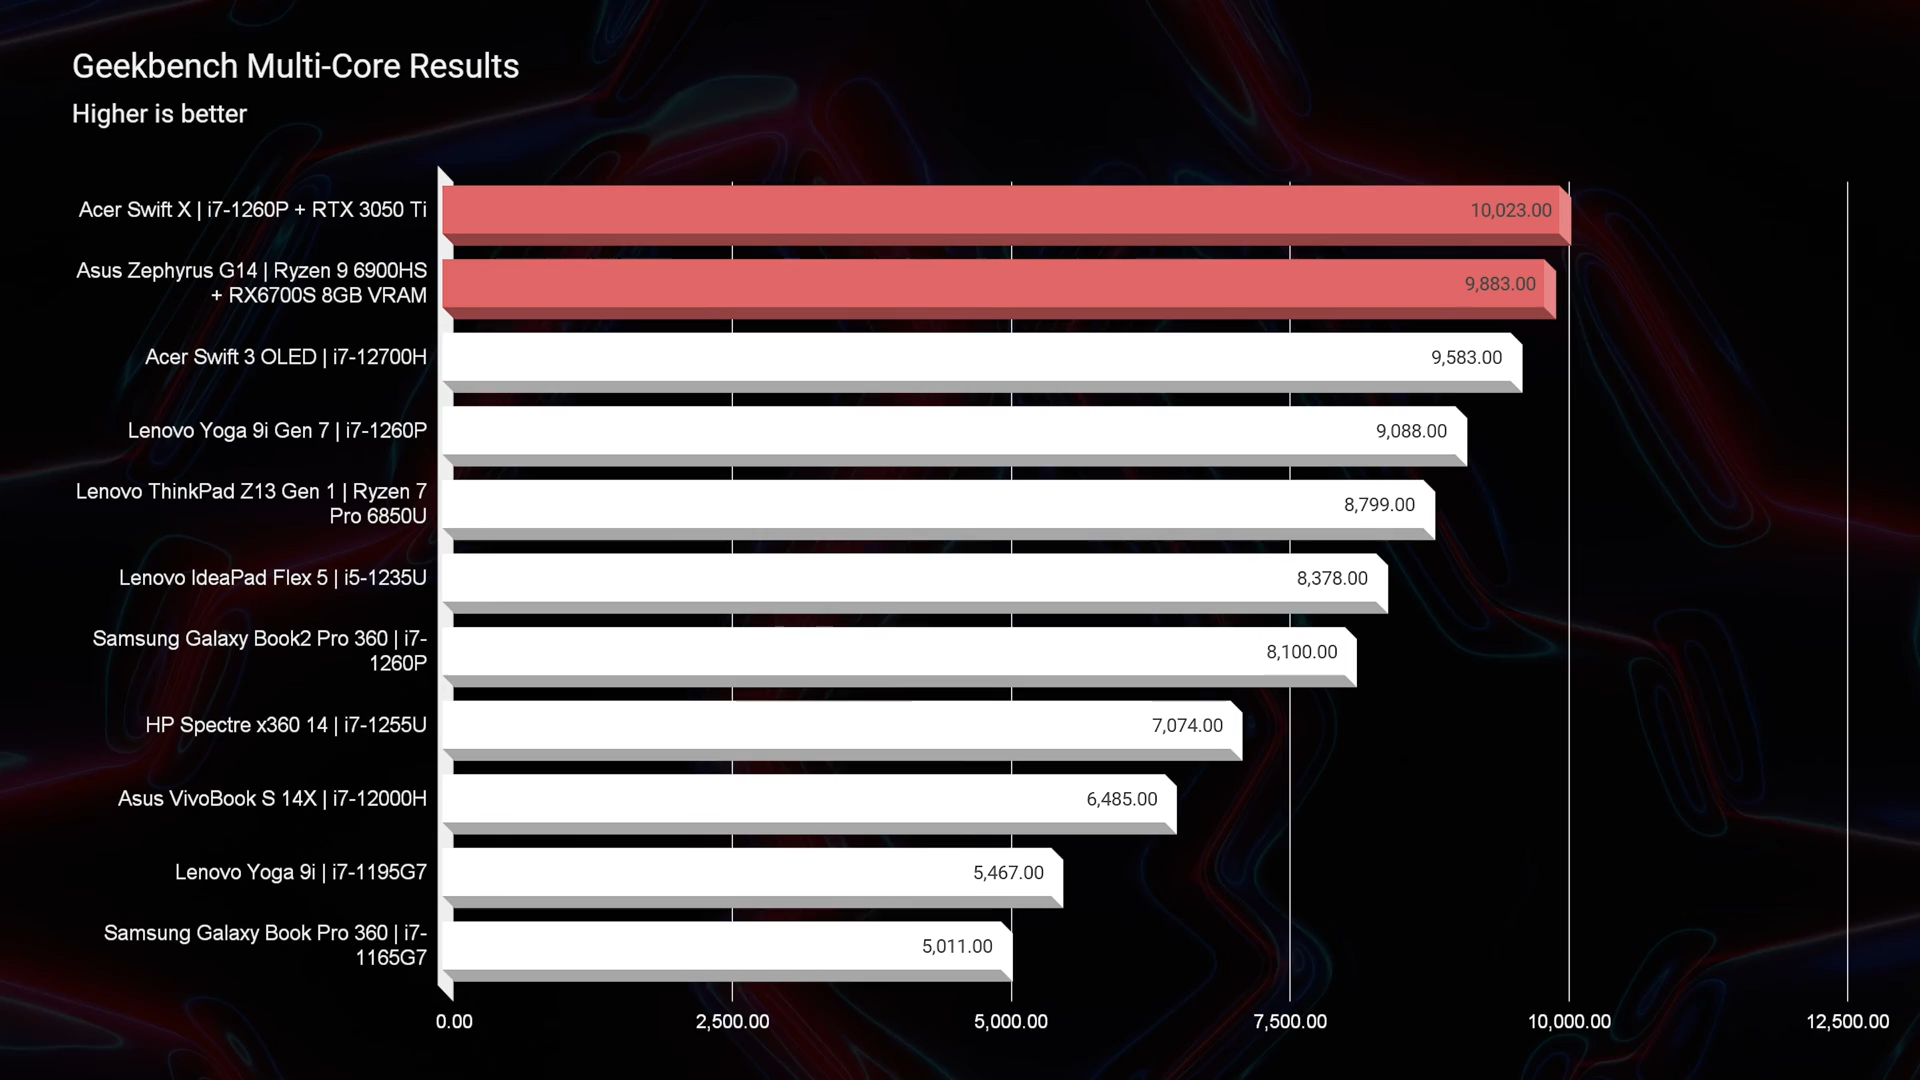 Geekbench Multi-Core Results
Higher is better
Acer Swift X | i7-1260P + RTX 3050 Ti
10,023.00
Asus Zephyrus G14 | Ryzen 9 6900HS
+ RX6700S 8GB VRAM
9,883.00
Acer Swift 3 OLED | i7-12700H
9,583.00
Lenovo Yoga 9i Gen 7 | i7-1260P
9,088.00
Lenovo ThinkPad Z13 Gen 1 | Ryzen 7
Pro 6850U
8,799.00
Lenovo IdeaPad Flex 5 | i5-1235U
8,378.00
Samsung Galaxy Book2 Pro 360 | i7-
1260P
8,100.00
HP Spectre x360 14 | i7-1255U
7,074.00
Asus VivoBook S 14X | i7-12000H
6,485.00
Lenovo Yoga 9i | i7-1195G7
5,467.00
Samsung Galaxy Book Pro 360 | i7-
1165G7
5,011.00
0.00
2,500.00
5,000.00
7,500.00
10,000.00
12,500.00